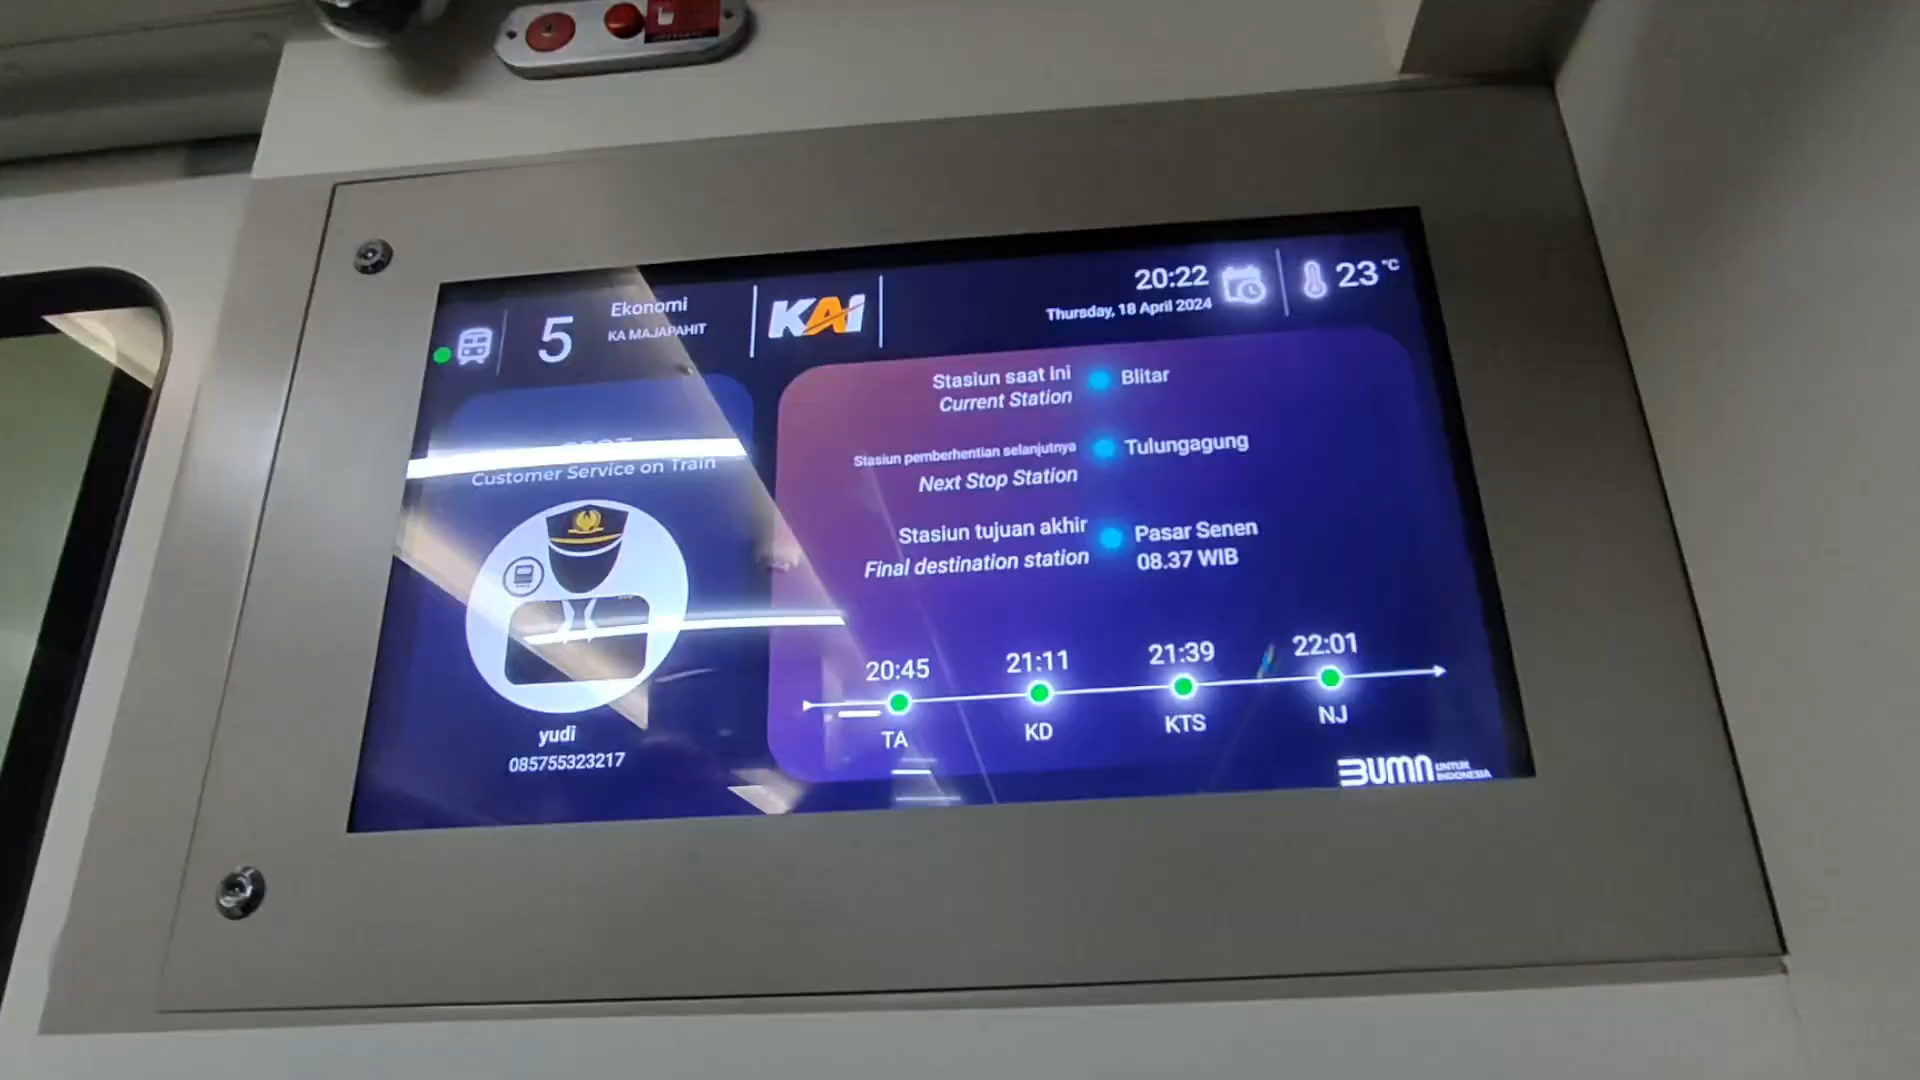 5
Ekonomi
KA MAJAPAHIT
KAI
20:22
Thursday, 18 April 2024
23 °C
Customer Service on Train
yudi
085755323217
Stasiun saat ini
Current Station
Blitar
Stasiun pemberhentian selanjutnya
Next Stop Station
Tulungagung
Stasiun tujuan akhir
Final destination station
Pasar Senen
08.37 WIB
20:45 21:11 21:39 22:01
TA KD KTS NJ
BUMN UNTUK INDONESIA